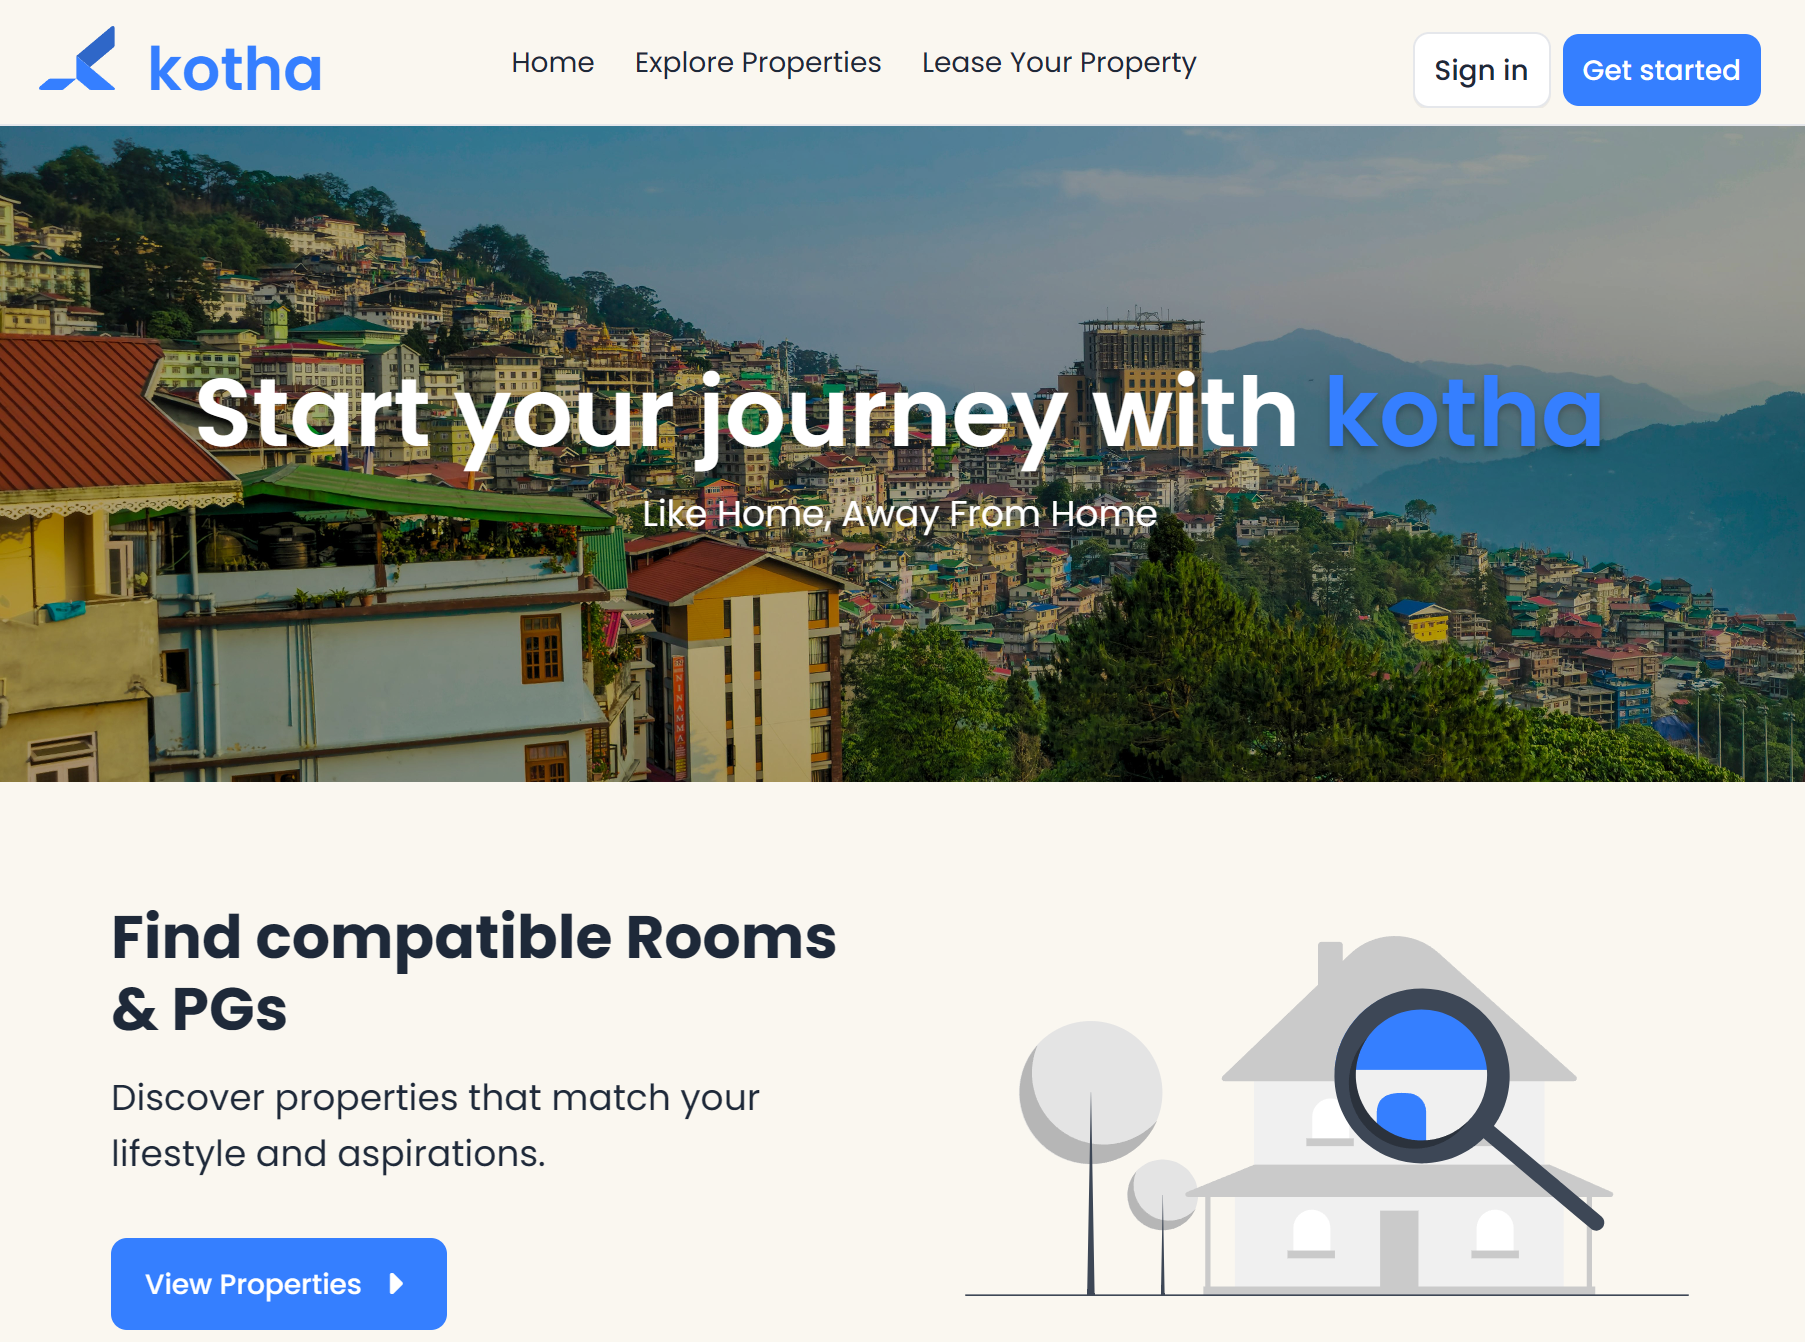 kotha
Home Explore Properties Lease Your Property
Sign in Get started
Start your journey with kotha
Like Home, Away From Home
NINAMMA
Find compatible Rooms
& PGs
Discover properties that match your
lifestyle and aspirations.
View Properties